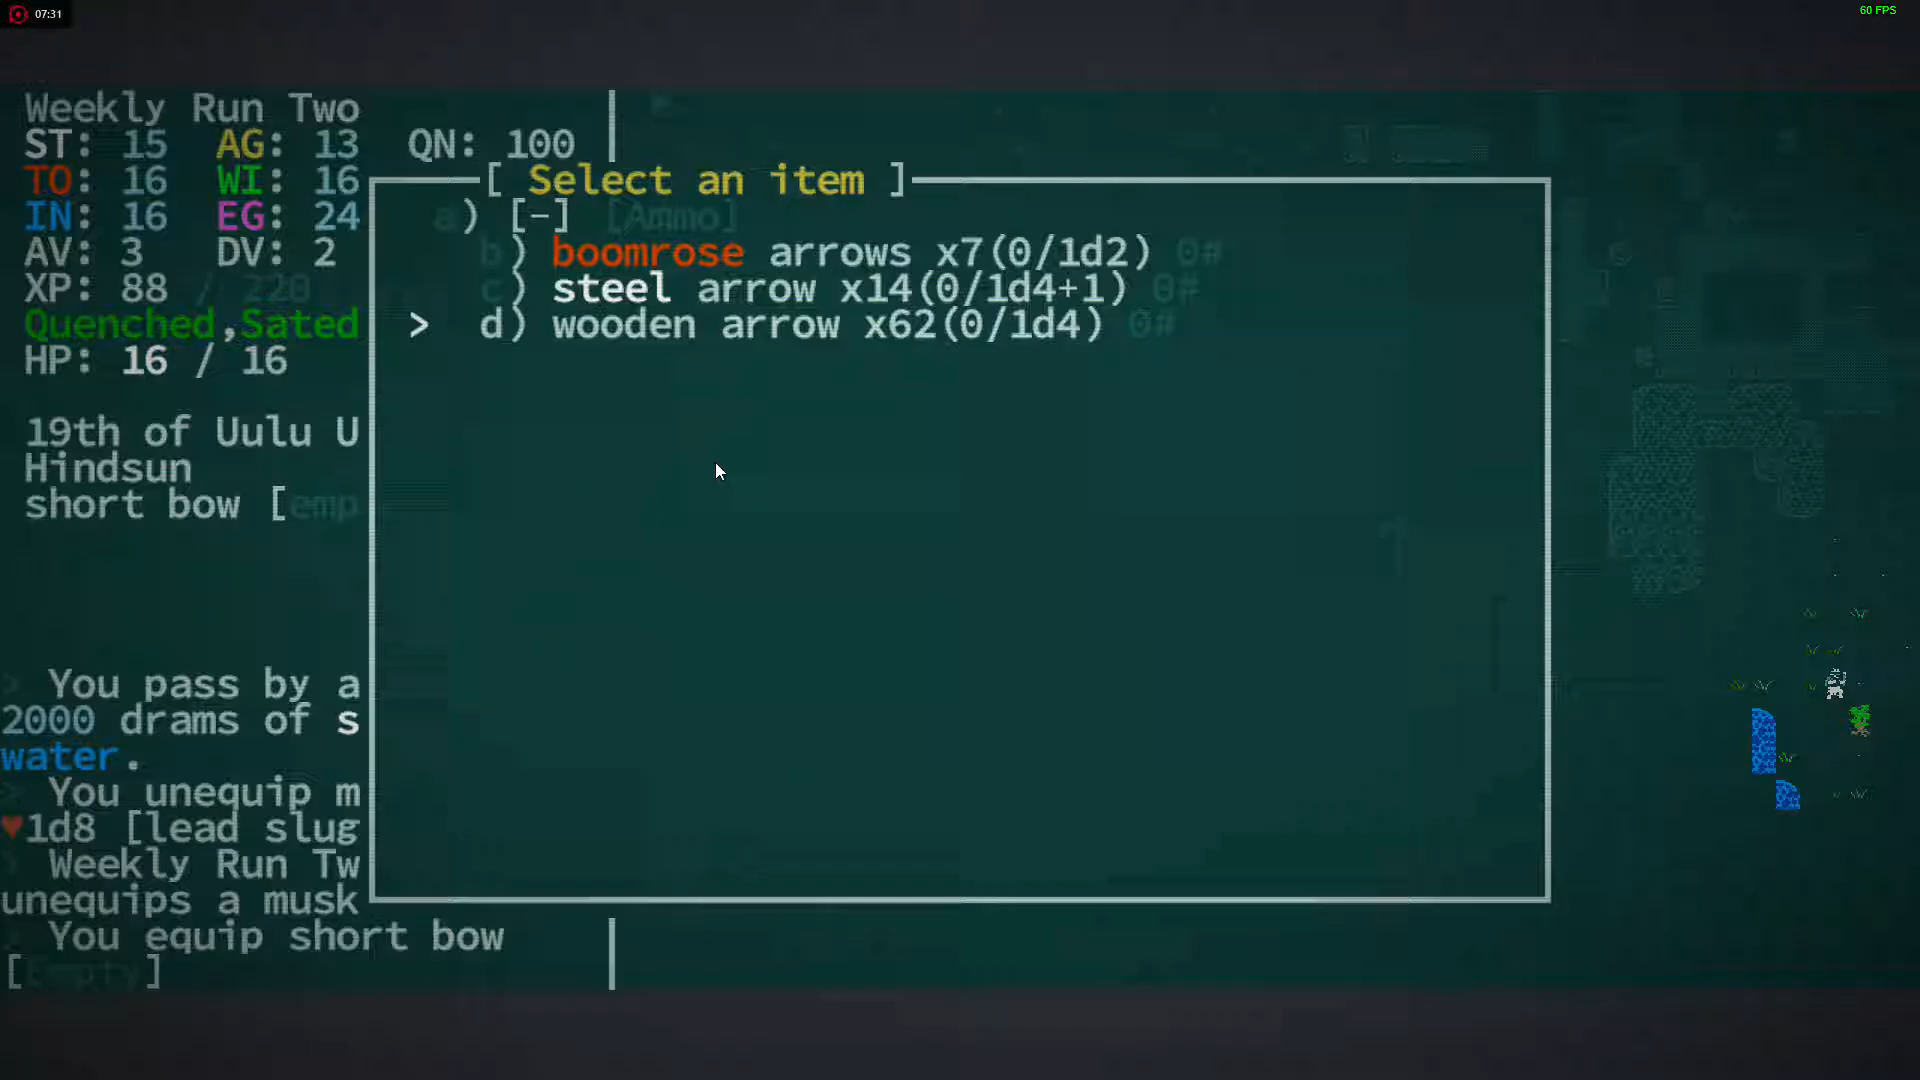 07:31
60 FPS
Weekly Run Two
ST: 15 AG: 13 QN: 100
TO: 16 WI: 16
IN: 16 EG: 24
AV: 3 DV: 2
XP: 88 / 220
Quenched,Sated
HP: 16 / 16
19th of Uulu U
Hindsun
short bow [emp
[ Select an item ]
a) [-] [Ammo]
b) boomrose arrows x7(0/1d2) 0#
c) steel arrow x14(0/1d4+1) 0#
> d) wooden arrow x62(0/1d4) 0#
> You pass by a
2000 drams of s
water.
> You unequip m
♥1d8 [lead slug
> Weekly Run Tw
unequips a musk
> You equip short bow
[Empty]